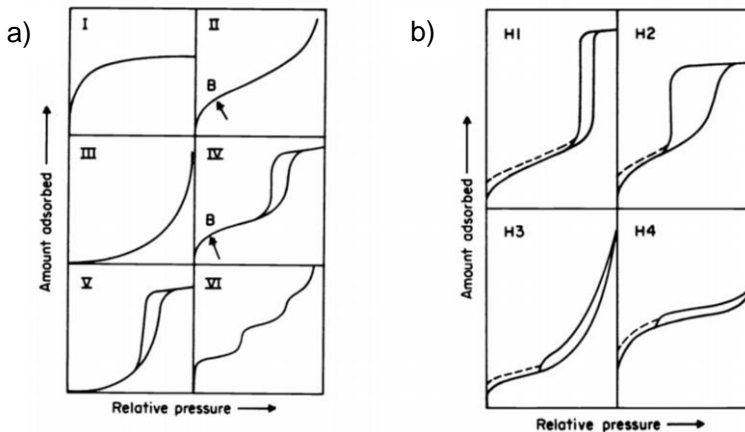 a)
I
II
B
III
IV
B
V
VI
Amount adsorbed
Relative pressure
b)
H1
H2
H3
H4
Amount adsorbed
Relative pressure